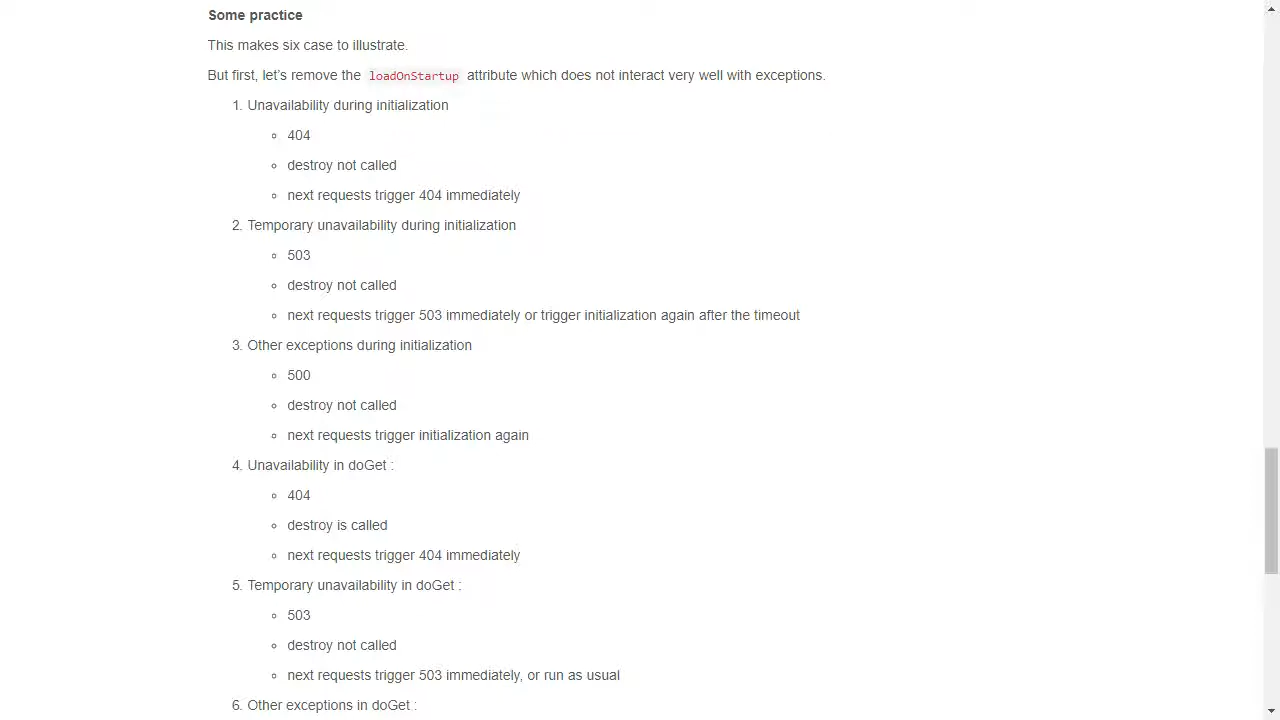 Some practice
This makes six case to illustrate.
But first, let’s remove the loadOnStartup attribute which does not interact very well with exceptions.
1. Unavailability during initialization
404
destroy not called
next requests trigger 404 immediately
2. Temporary unavailability during initialization
503
destroy not called
next requests trigger 503 immediately or trigger initialization again after the timeout
3. Other exceptions during initialization
500
destroy not called
next requests trigger initialization again
4. Unavailability in doGet :
404
destroy is called
next requests trigger 404 immediately
5. Temporary unavailability in doGet :
503
destroy not called
next requests trigger 503 immediately, or run as usual
6. Other exceptions in doGet :